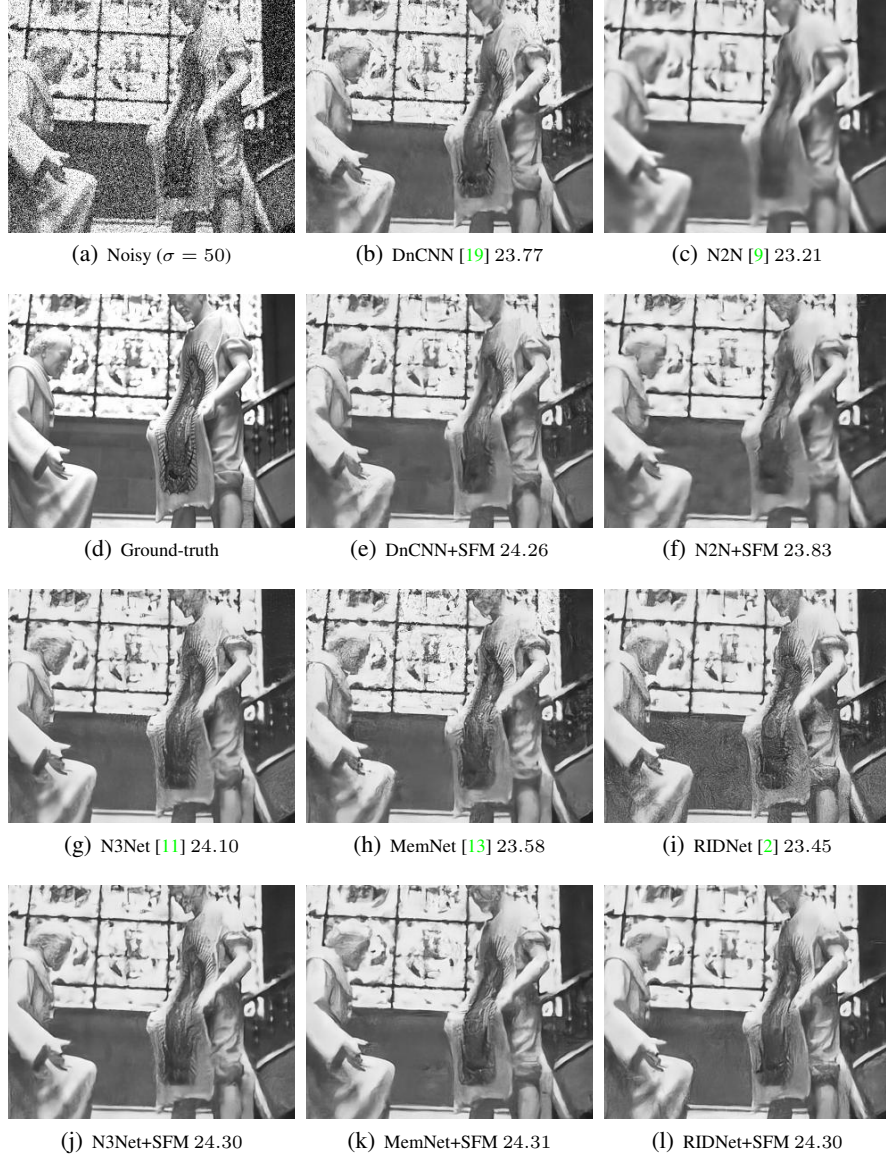 (a) Noisy (σ = 50)
(b) DnCNN [19] 23.77
(c) N2N [9] 23.21
(d) Ground-truth
(e) DnCNN+SFM 24.26
(f) N2N+SFM 23.83
(g) N3Net [11] 24.10
(h) MemNet [13] 23.58
(i) RIDNet [2] 23.45
(j) N3Net+SFM 24.30
(k) MemNet+SFM 24.31
(l) RIDNet+SFM 24.30